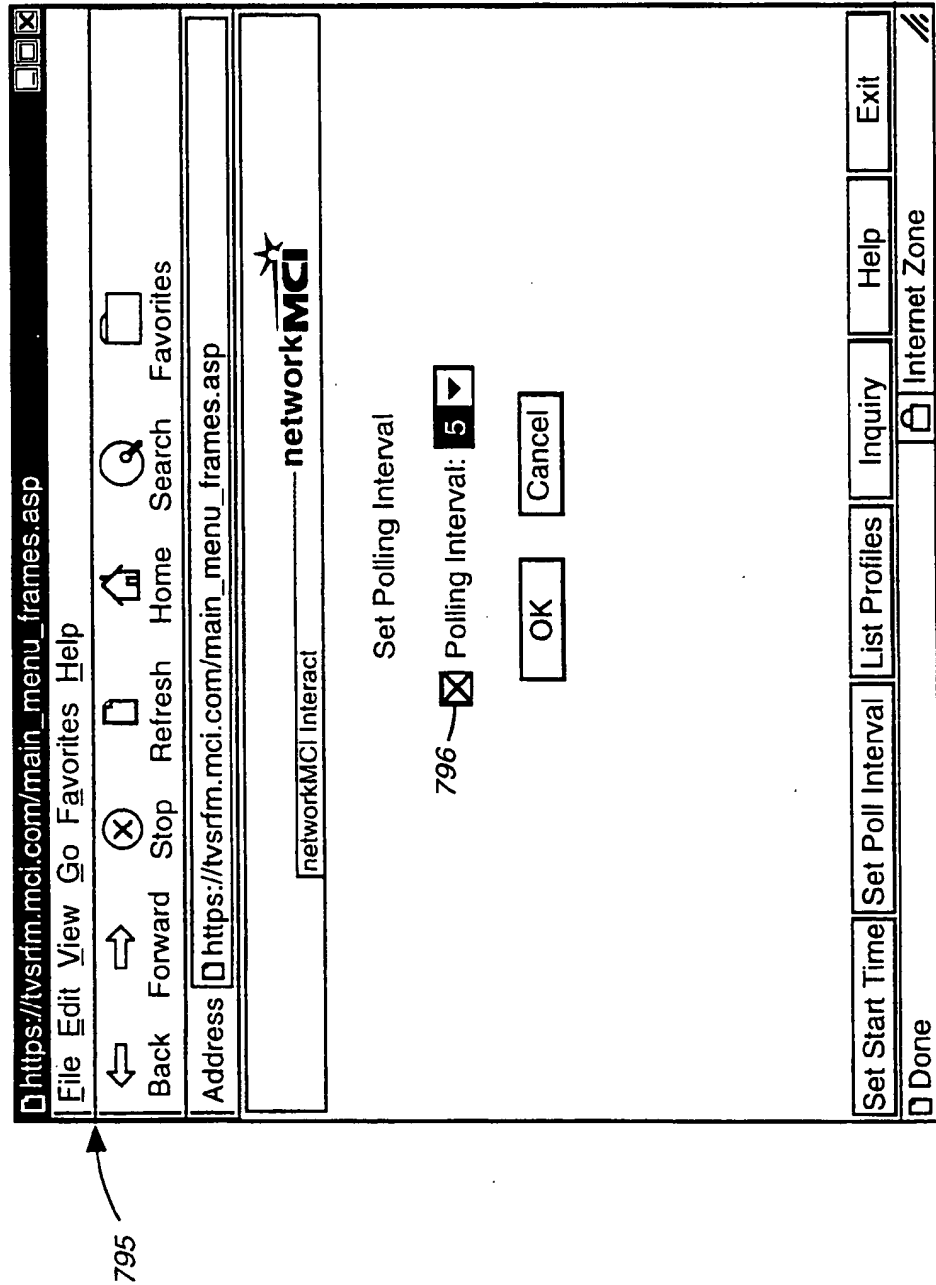 https://tvsrfm.mci.com/main_menu_frames.asp
File Edit View Go Favorites Help
Back Forward Stop Refresh Home Search Favorites
Address https://tvsrfm.mci.com/main_menu_frames.asp
networkMCI
networkMCI Interact
Set Polling Interval
Polling Interval: 5
796
OK Cancel
Set Start Time Set Poll Interval List Profiles Inquiry Help Exit
Done Internet Zone
795